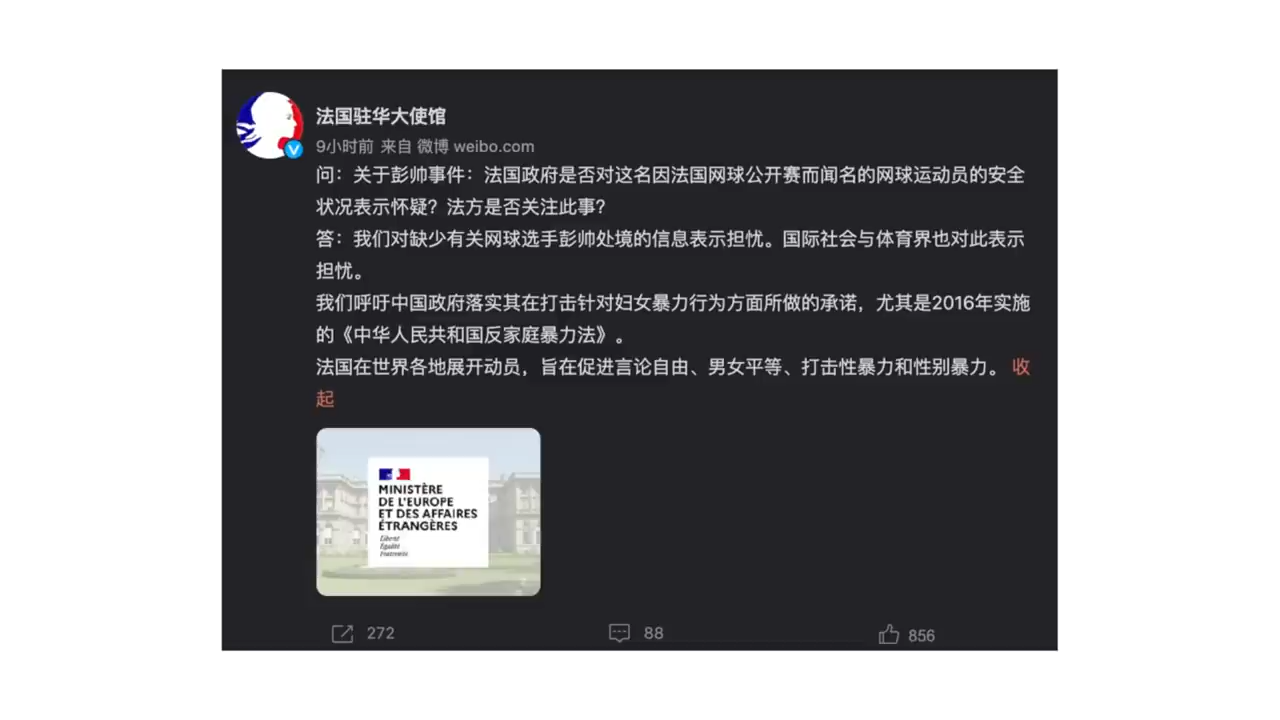 法国驻华大使馆
9小时前 来自 微博 weibo.com
问：关于彭帅事件：法国政府是否对这名因法国网球公开赛而闻名的网球运动员的安全
状况表示怀疑？法方是否关注此事？
答：我们对缺少有关网球选手彭帅处境的信息表示担忧。国际社会与体育界也对此表示
担忧。
我们呼吁中国政府落实其在打击针对妇女暴力行为方面所做的承诺，尤其是2016年实施
的《中华人民共和国反家庭暴力法》。
法国在世界各地展开动员，旨在促进言论自由、男女平等、打击性暴力和性别暴力。 收
起
MINISTÈRE
DE L'EUROPE
ET DES AFFAIRES
ÉTRANGÈRES
Liberté
Égalité
Fraternité
272 88 856